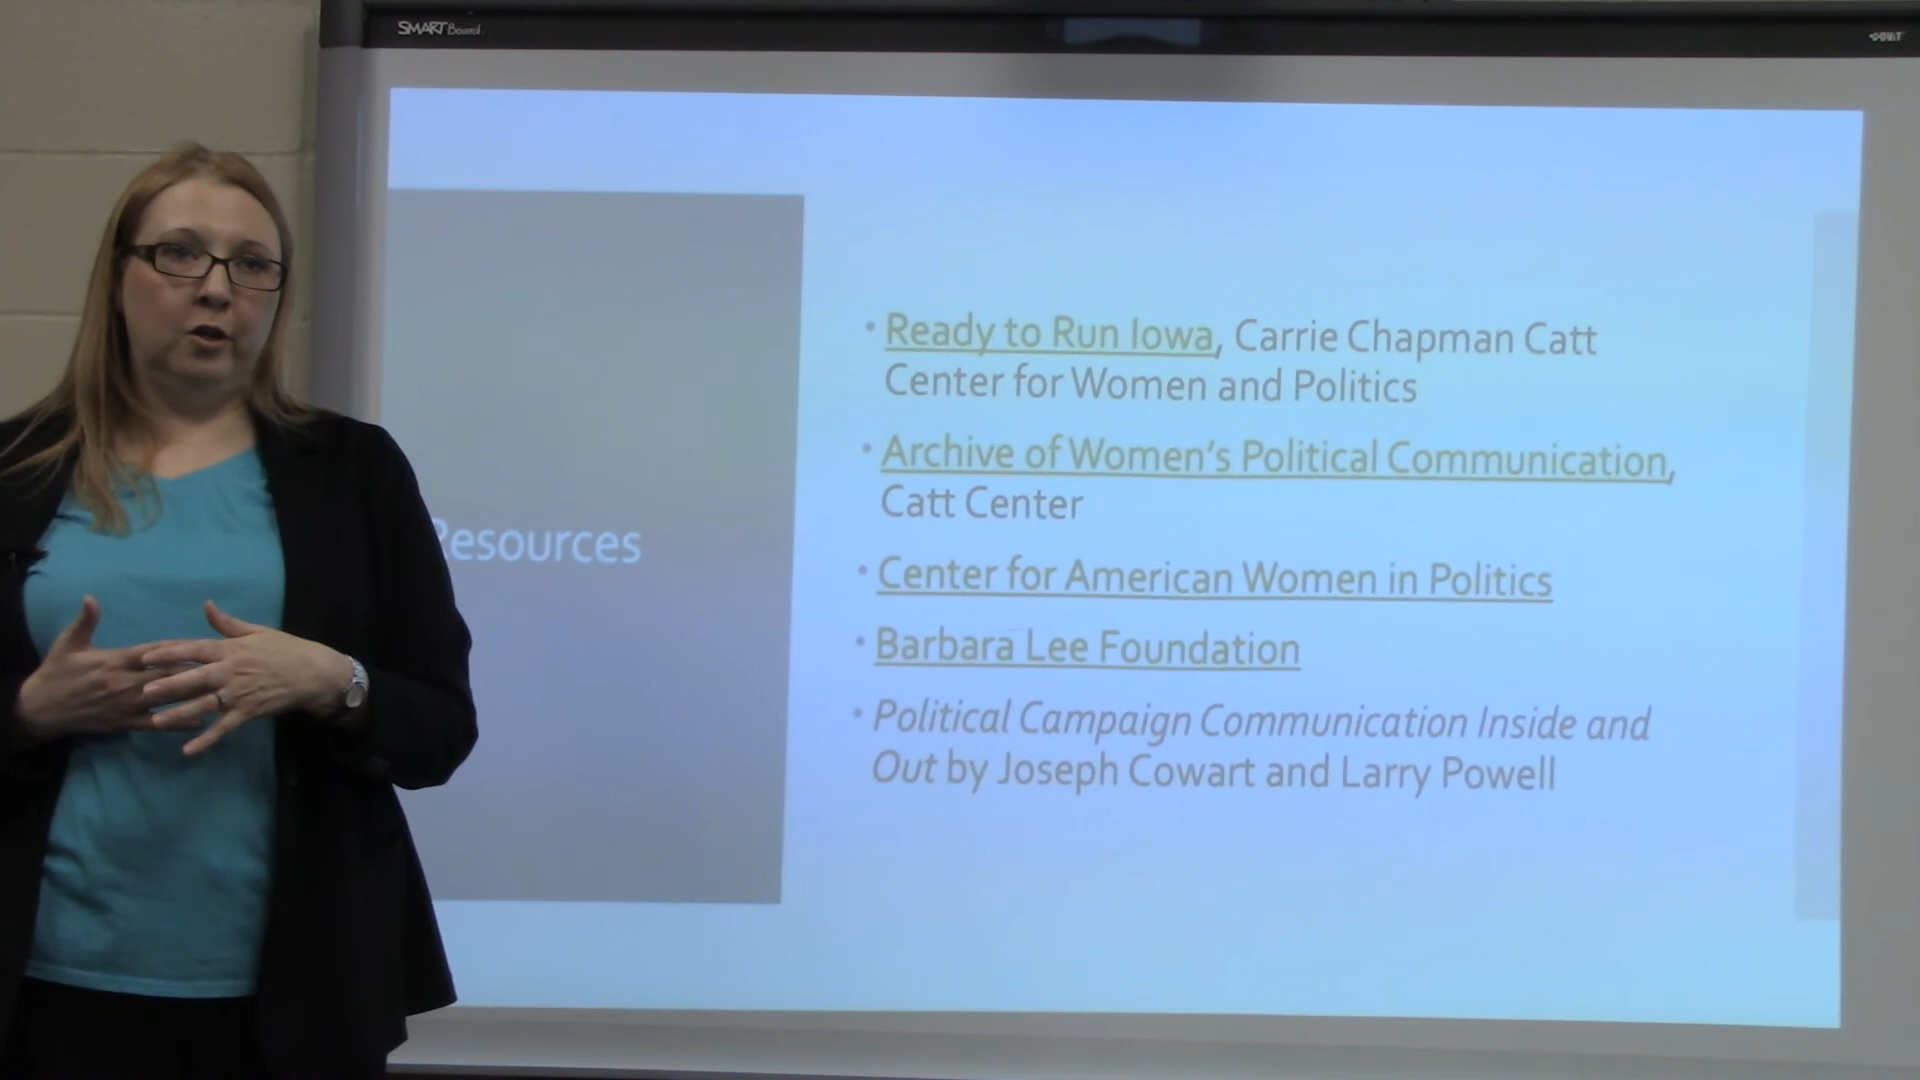 SMART Board
Resources
• Ready to Run Iowa, Carrie Chapman Catt
Center for Women and Politics
• Archive of Women's Political Communication,
Catt Center
• Center for American Women in Politics
• Barbara Lee Foundation
• Political Campaign Communication Inside and
Out by Joseph Cowart and Larry Powell